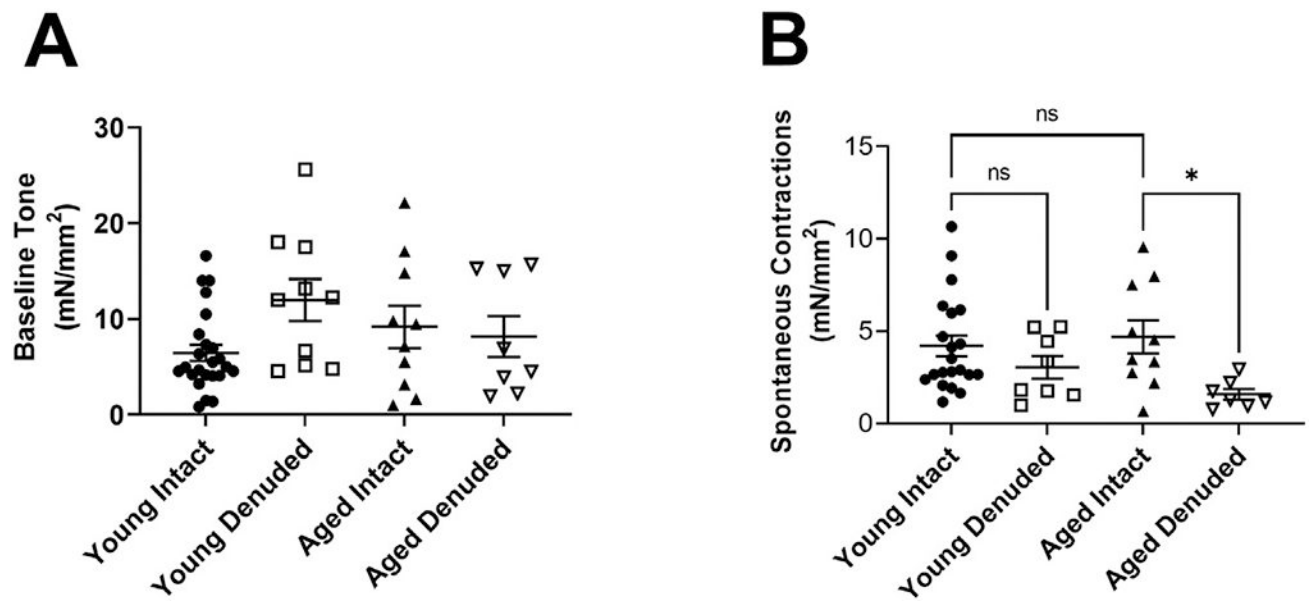 A
Baseline Tone
(mN/mm²)
30
20
10
0
Young Intact
Young Denuded
Aged Intact
Aged Denuded
B
Spontaneous Contractions
(mN/mm²)
15
10
5
0
ns
ns
*
Young Intact
Young Denuded
Aged Intact
Aged Denuded